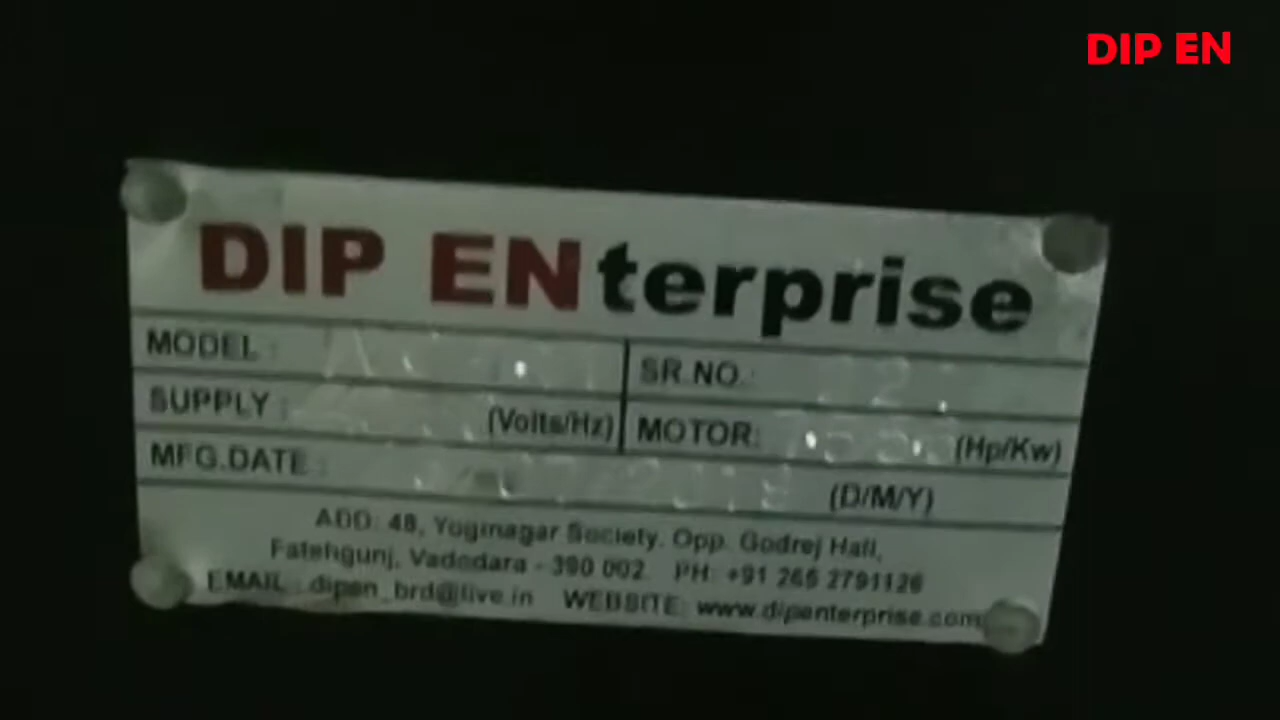 DIP EN
DIP ENterprise
MODEL : SR.NO. :
SUPPLY : (Volts/Hz) MOTOR: (Hp/Kw)
MFG.DATE : (D/M/Y)
ADD: 48, Yoginagar Society, Opp. Godrej Hall,
Fatehgunj, Vadodara - 390 002. PH: +91 265 2791126
EMAIL : dipen_brd@live.in WEBSITE: www.dipenterprise.com